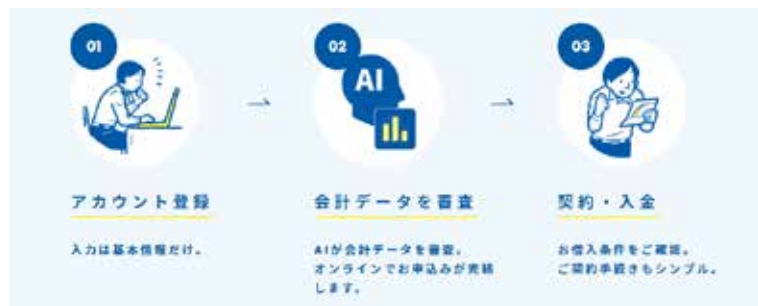 01
アカウント登録
入力は基本情報だけ。
02
AI
会計データを審査
AIが会計データを審査。
オンラインでお申込みが完結
します。
03
契約・入金
お借入条件をご確認。
ご契約手続きもシンプル。